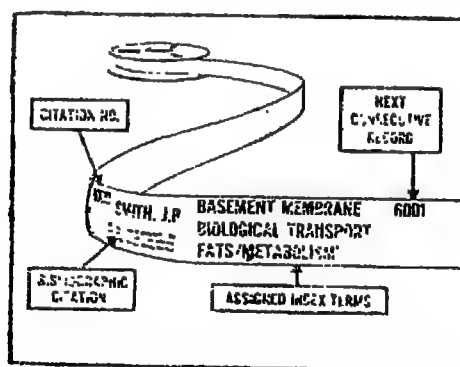 CITATION NO.
NEXT
CONSECUTIVE
RECORD
SMITH, J.P.
BASEMENT MEMBRANE
6001
BIOLOGICAL TRANSPORT
FATS/METABOLISM
BIBLIOGRAPHIC
CITATION
ASSIGNED INDEX TERMS